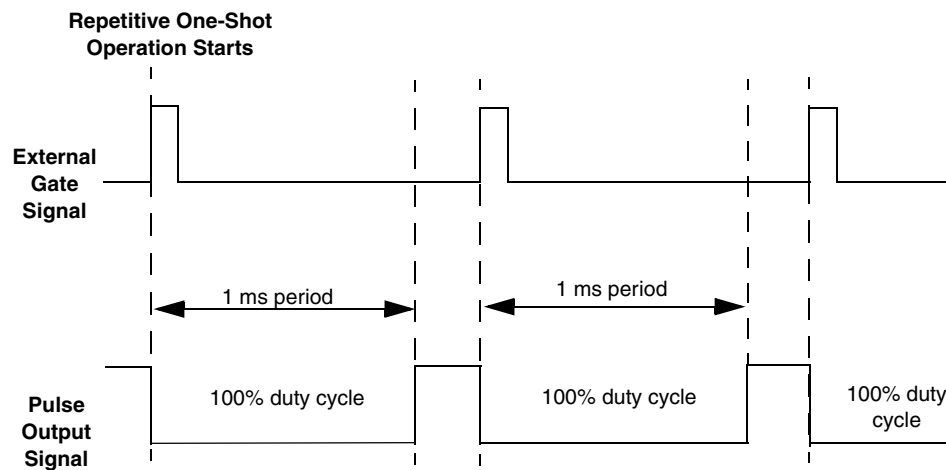 Repetitive One-Shot
Operation Starts
External
Gate
Signal
1 ms period
1 ms period
Pulse
Output
Signal
100% duty cycle
100% duty cycle
100% duty
cycle